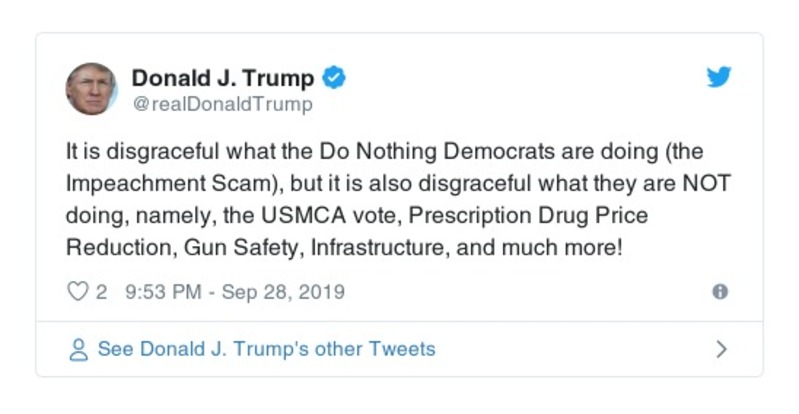 Donald J. Trump
@realDonaldTrump
It is disgraceful what the Do Nothing Democrats are doing (the
Impeachment Scam), but it is also disgraceful what they are NOT
doing, namely, the USMCA vote, Prescription Drug Price
Reduction, Gun Safety, Infrastructure, and much more!
2 9:53 PM - Sep 28, 2019
See Donald J. Trump's other Tweets